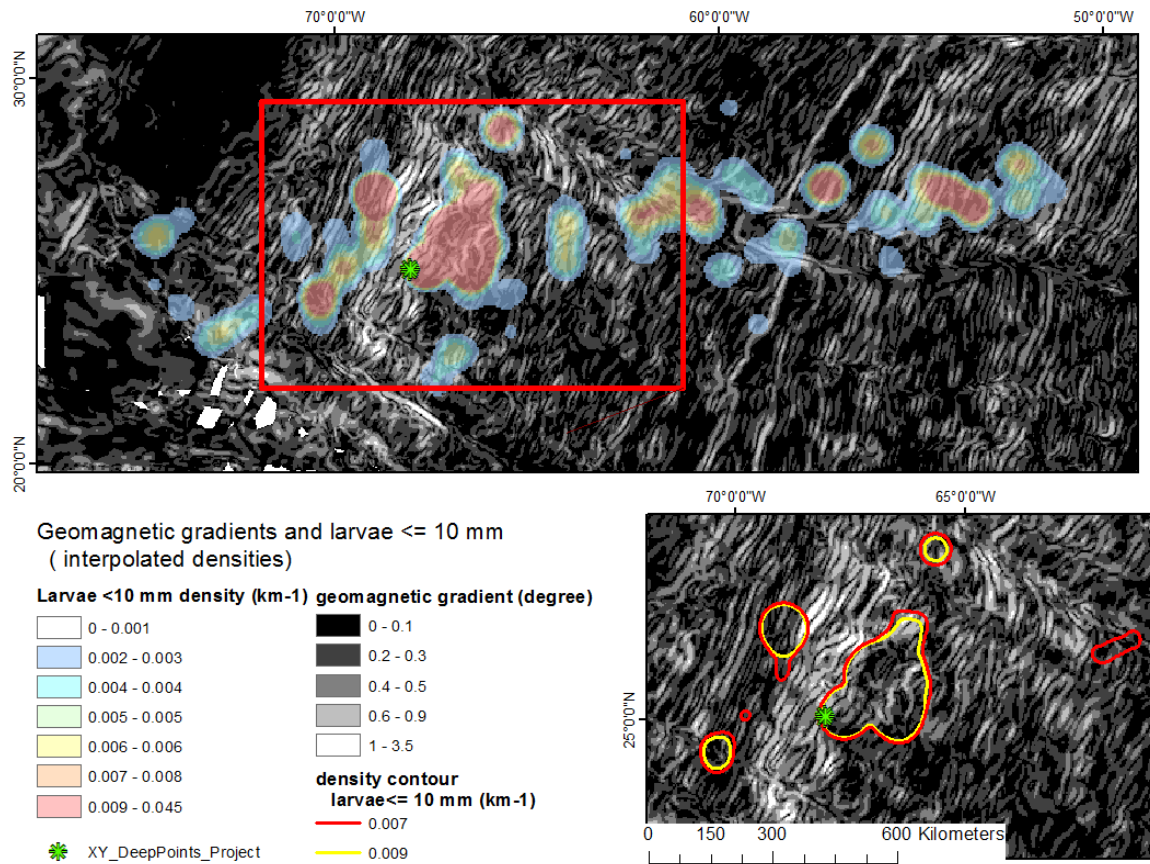 70°0'0"W 60°0'0"W 50°0'0"W
30°0'0"N
20°0'0"N
Geomagnetic gradients and larvae <= 10 mm
( interpolated densities)
Larvae <10 mm density (km-1)
0 - 0.001
0.002 - 0.003
0.004 - 0.004
0.005 - 0.005
0.006 - 0.006
0.007 - 0.008
0.009 - 0.045
XY_DeepPoints_Project
geomagnetic gradient (degree)
0 - 0.1
0.2 - 0.3
0.4 - 0.5
0.6 - 0.9
1 - 3.5
density contour
larvae<= 10 mm (km-1)
0.007
0.009
70°0'0"W 65°0'0"W
25°0'0"N
0 150 300 600 Kilometers